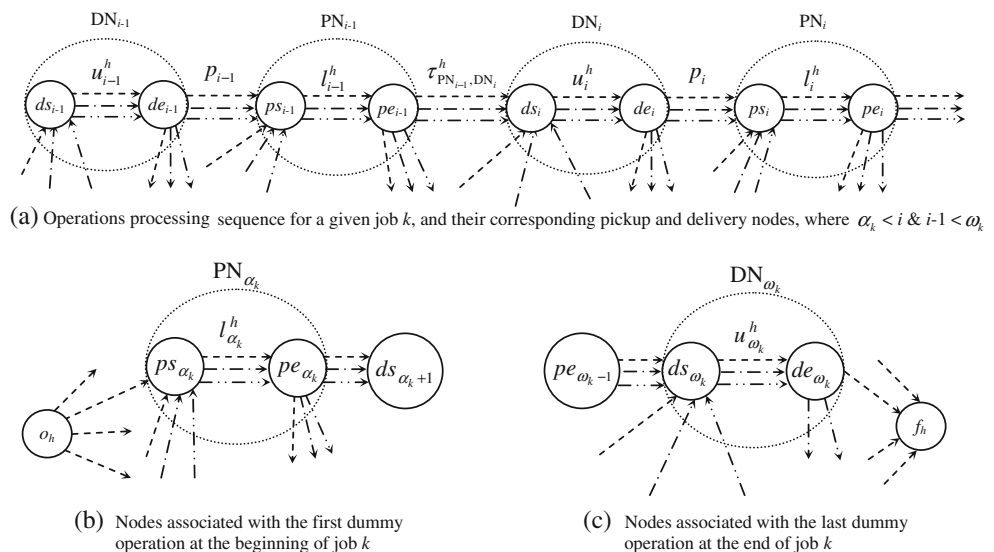 DN_{i-1} PN_{i-1} DN_i PN_i
u^h_{i-1} p_{i-1} l^h_{i-1} τ^h_{PN_{i-1},DN_i} u^h_i p_i l^h_i
ds_{i-1} de_{i-1} ps_{i-1} pe_{i-1} ds_i de_i ps_i pe_i
(a) Operations processing sequence for a given job k, and their corresponding pickup and delivery nodes, where α_k < i & i-1 < ω_k
PN_{α_k} DN_{ω_k}
l^h_{α_k} u^h_{ω_k}
ps_{α_k} pe_{α_k} ds_{α_k+1} pe_{ω_k-1} ds_{ω_k} de_{ω_k}
o_h f_h
(b) Nodes associated with the first dummy
operation at the beginning of job k
(c) Nodes associated with the last dummy
operation at the end of job k